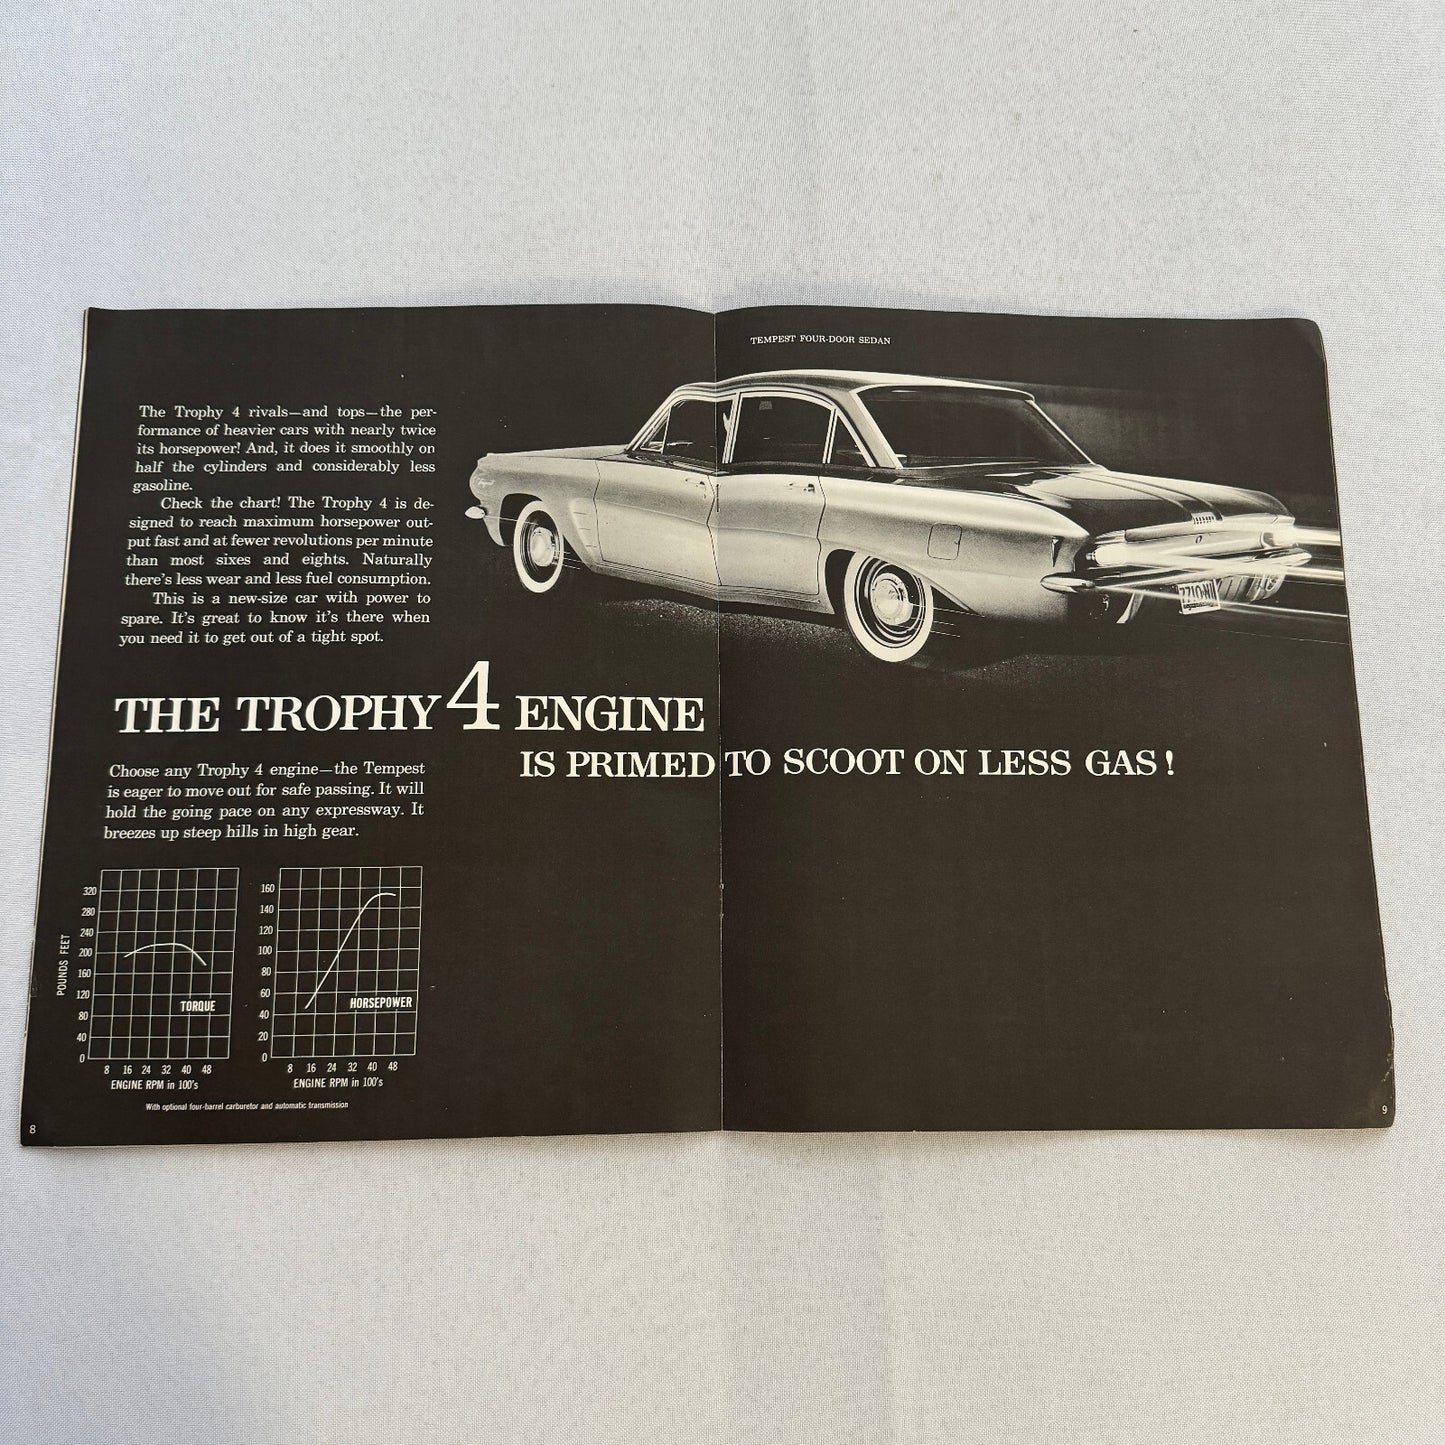 TEMPEST FOUR-DOOR SEDAN
The Trophy 4 rivals—and tops—the per-
formance of heavier cars with nearly twice
its horsepower! And, it does it smoothly on
half the cylinders and considerably less
gasoline.
Check the chart! The Trophy 4 is de-
signed to reach maximum horsepower out-
put fast and at fewer revolutions per minute
than most sixes and eights. Naturally
there's less wear and less fuel consumption.
This is a new-size car with power to
spare. It's great to know it's there when
you need it to get out of a tight spot.
THE TROPHY 4 ENGINE
IS PRIMED TO SCOOT ON LESS GAS!
Choose any Trophy 4 engine—the Tempest
is eager to move out for safe passing. It will
hold the going pace on any expressway. It
breezes up steep hills in high gear.
POUNDS FEET
320
280
240
200
160
120
80
40
0
TORQUE
8 16 24 32 40 48
ENGINE RPM in 100's
160
140
120
100
80
60
40
20
0
HORSEPOWER
8 16 24 32 40 48
ENGINE RPM in 100's
With optional four-barrel carburetor and automatic transmission
8
9